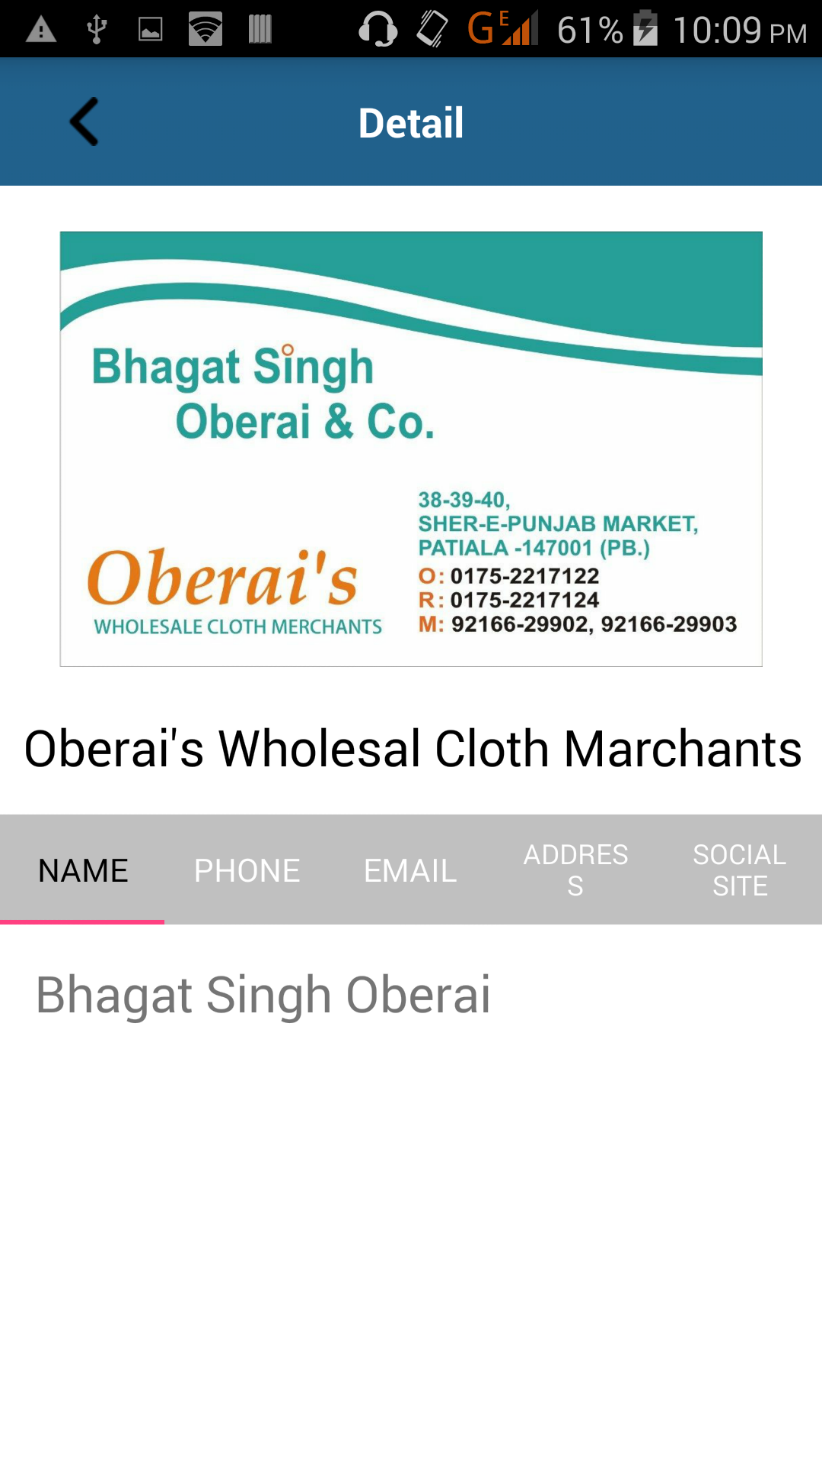 GE 61% 10:09 PM
Detail
Bhagat Singh
Oberai & Co.
38-39-40,
SHER-E-PUNJAB MARKET,
PATIALA -147001 (PB.)
O: 0175-2217122
R: 0175-2217124
M: 92166-29902, 92166-29903
Oberai's
WHOLESALE CLOTH MERCHANTS
Oberai's Wholesal Cloth Marchants
NAME PHONE EMAIL ADDRES
S SOCIAL
SITE
Bhagat Singh Oberai